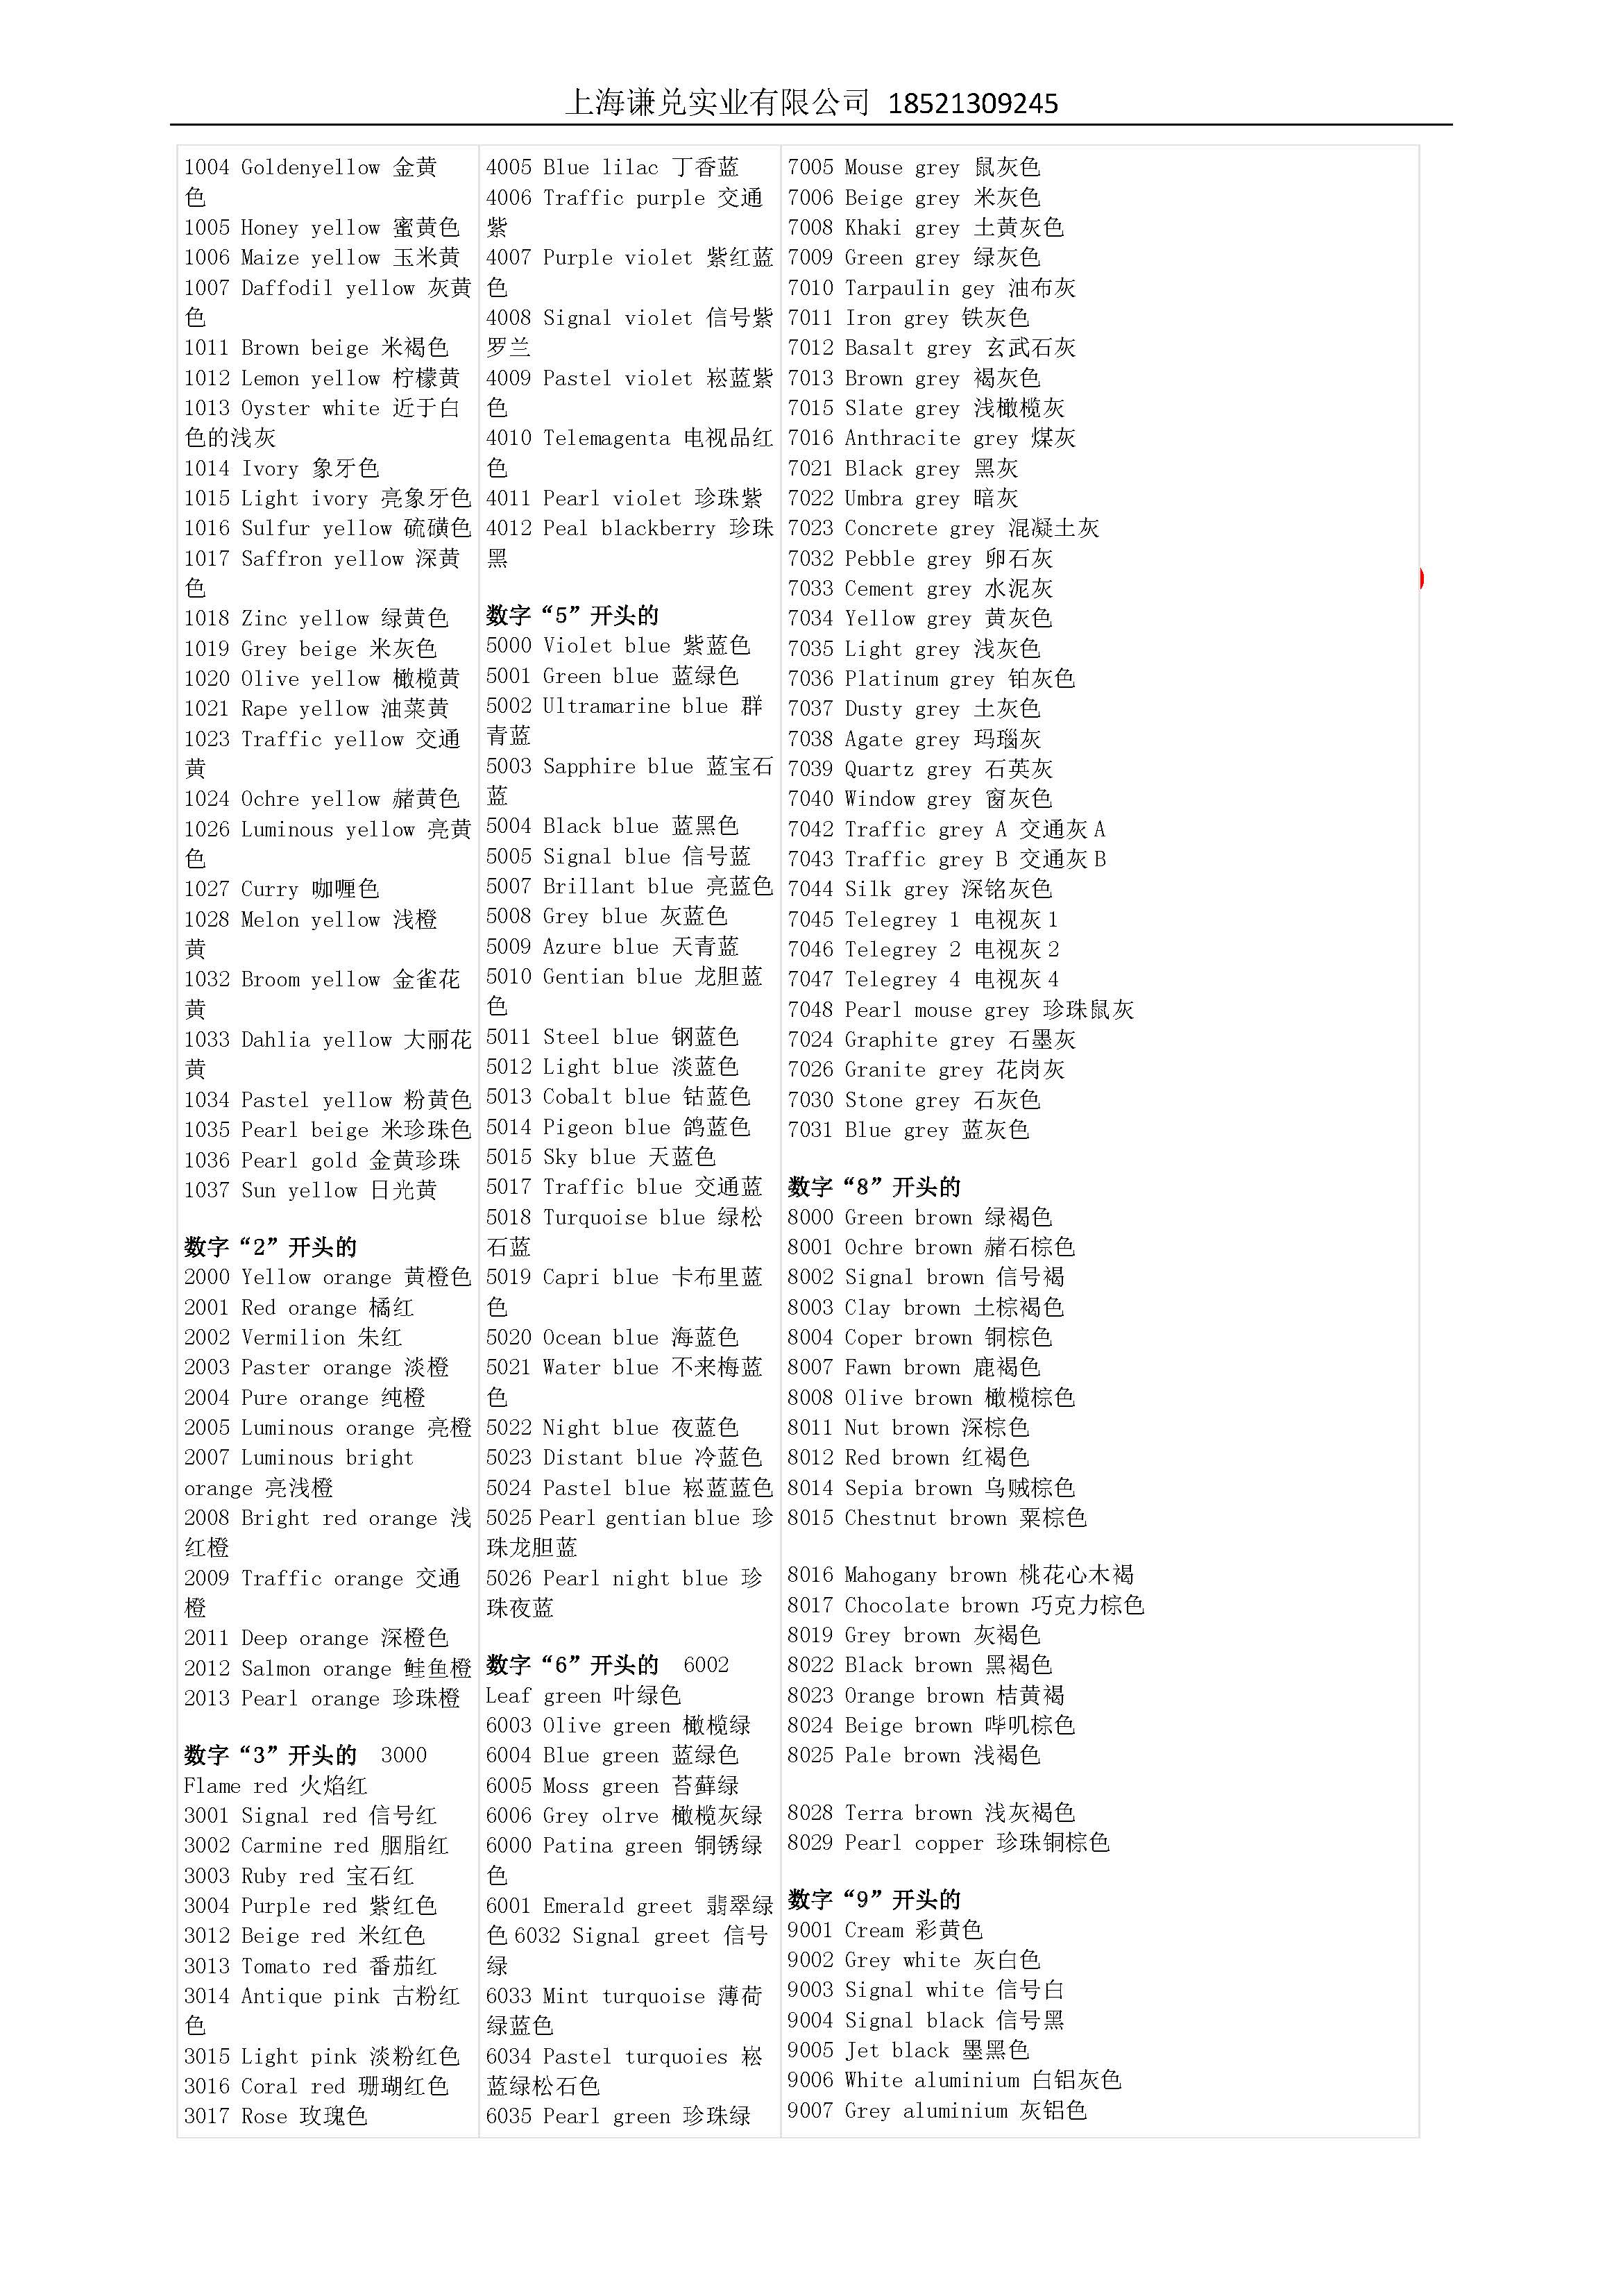 上海谦兑实业有限公司 18521309245
1004 Goldenyellow 金黄
色
1005 Honey yellow 蜜黄色
1006 Maize yellow 玉米黄
1007 Daffodil yellow 灰黄
色
1011 Brown beige 米褐色
1012 Lemon yellow 柠檬黄
1013 Oyster white 近于白
色的浅灰
1014 Ivory 象牙色
1015 Light ivory 亮象牙色
1016 Sulfur yellow 硫磺色
1017 Saffron yellow 深黄
色
1018 Zinc yellow 绿黄色
1019 Grey beige 米灰色
1020 Olive yellow 橄榄黄
1021 Rape yellow 油菜黄
1023 Traffic yellow 交通
黄
1024 Ochre yellow 赭黄色
1026 Luminous yellow 亮黄
色
1027 Curry 咖喱色
1028 Melon yellow 浅橙
黄
1032 Broom yellow 金雀花
黄
1033 Dahlia yellow 大丽花
黄
1034 Pastel yellow 粉黄色
1035 Pearl beige 米珍珠色
1036 Pearl gold 金黄珍珠
1037 Sun yellow 日光黄
数字“2”开头的
2000 Yellow orange 黄橙色
2001 Red orange 橘红
2002 Vermilion 朱红
2003 Paster orange 淡橙
2004 Pure orange 纯橙
2005 Luminous orange 亮橙
2007 Luminous bright
orange 亮浅橙
2008 Bright red orange 浅
红橙
2009 Traffic orange 交通
橙
2011 Deep orange 深橙色
2012 Salmon orange 鲑鱼橙
2013 Pearl orange 珍珠橙
数字“3”开头的 3000
Flame red 火焰红
3001 Signal red 信号红
3002 Carmine red 胭脂红
3003 Ruby red 宝石红
3004 Purple red 紫红色
3012 Beige red 米红色
3013 Tomato red 番茄红
3014 Antique pink 古粉红
色
3015 Light pink 淡粉红色
3016 Coral red 珊瑚红色
3017 Rose 玫瑰色
4005 Blue lilac 丁香蓝
4006 Traffic purple 交通
紫
4007 Purple violet 紫红蓝
色
4008 Signal violet 信号紫
罗兰
4009 Pastel violet 崧蓝紫
色
4010 Telemagenta 电视品红
色
4011 Pearl violet 珍珠紫
4012 Peal blackberry 珍珠
黑
数字“5”开头的
5000 Violet blue 紫蓝色
5001 Green blue 蓝绿色
5002 Ultramarine blue 群
青蓝
5003 Sapphire blue 蓝宝石
蓝
5004 Black blue 蓝黑色
5005 Signal blue 信号蓝
5007 Brillant blue 亮蓝色
5008 Grey blue 灰蓝色
5009 Azure blue 天青蓝
5010 Gentian blue 龙胆蓝
色
5011 Steel blue 钢蓝色
5012 Light blue 淡蓝色
5013 Cobalt blue 钴蓝色
5014 Pigeon blue 鸽蓝色
5015 Sky blue 天蓝色
5017 Traffic blue 交通蓝
5018 Turquoise blue 绿松
石蓝
5019 Capri blue 卡布里蓝
色
5020 Ocean blue 海蓝色
5021 Water blue 不来梅蓝
色
5022 Night blue 夜蓝色
5023 Distant blue 冷蓝色
5024 Pastel blue 崧蓝蓝色
5025 Pearl gentian blue 珍
珠龙胆蓝
5026 Pearl night blue 珍
珠夜蓝
数字“6”开头的 6002
Leaf green 叶绿色
6003 Olive green 橄榄绿
6004 Blue green 蓝绿色
6005 Moss green 苔藓绿
6006 Grey olrve 橄榄灰绿
6000 Patina green 铜锈绿
色
6001 Emerald greet 翡翠绿
色6032 Signal greet 信号
绿
6033 Mint turquoise 薄荷
绿蓝色
6034 Pastel turquoies 崧
蓝绿松石色
6035 Pearl green 珍珠绿
7005 Mouse grey 鼠灰色
7006 Beige grey 米灰色
7008 Khaki grey 土黄灰色
7009 Green grey 绿灰色
7010 Tarpaulin gey 油布灰
7011 Iron grey 铁灰色
7012 Basalt grey 玄武石灰
7013 Brown grey 褐灰色
7015 Slate grey 浅橄榄灰
7016 Anthracite grey 煤灰
7021 Black grey 黑灰
7022 Umbra grey 暗灰
7023 Concrete grey 混凝土灰
7032 Pebble grey 卵石灰
7033 Cement grey 水泥灰
7034 Yellow grey 黄灰色
7035 Light grey 浅灰色
7036 Platinum grey 铂灰色
7037 Dusty grey 土灰色
7038 Agate grey 玛瑙灰
7039 Quartz grey 石英灰
7040 Window grey 窗灰色
7042 Traffic grey A 交通灰A
7043 Traffic grey B 交通灰B
7044 Silk grey 深铭灰色
7045 Telegrey 1 电视灰1
7046 Telegrey 2 电视灰2
7047 Telegrey 4 电视灰4
7048 Pearl mouse grey 珍珠鼠灰
7024 Graphite grey 石墨灰
7026 Granite grey 花岗灰
7030 Stone grey 石灰色
7031 Blue grey 蓝灰色
数字“8”开头的
8000 Green brown 绿褐色
8001 Ochre brown 赭石棕色
8002 Signal brown 信号褐
8003 Clay brown 土棕褐色
8004 Coper brown 铜棕色
8007 Fawn brown 鹿褐色
8008 Olive brown 橄榄棕色
8011 Nut brown 深棕色
8012 Red brown 红褐色
8014 Sepia brown 乌贼棕色
8015 Chestnut brown 粟棕色
8016 Mahogany brown 桃花心木褐
8017 Chocolate brown 巧克力棕色
8019 Grey brown 灰褐色
8022 Black brown 黑褐色
8023 Orange brown 桔黄褐
8024 Beige brown 哔叽棕色
8025 Pale brown 浅褐色
8028 Terra brown 浅灰褐色
8029 Pearl copper 珍珠铜棕色
数字“9”开头的
9001 Cream 彩黄色
9002 Grey white 灰白色
9003 Signal white 信号白
9004 Signal black 信号黑
9005 Jet black 墨黑色
9006 White aluminium 白铝灰色
9007 Grey aluminium 灰铝色